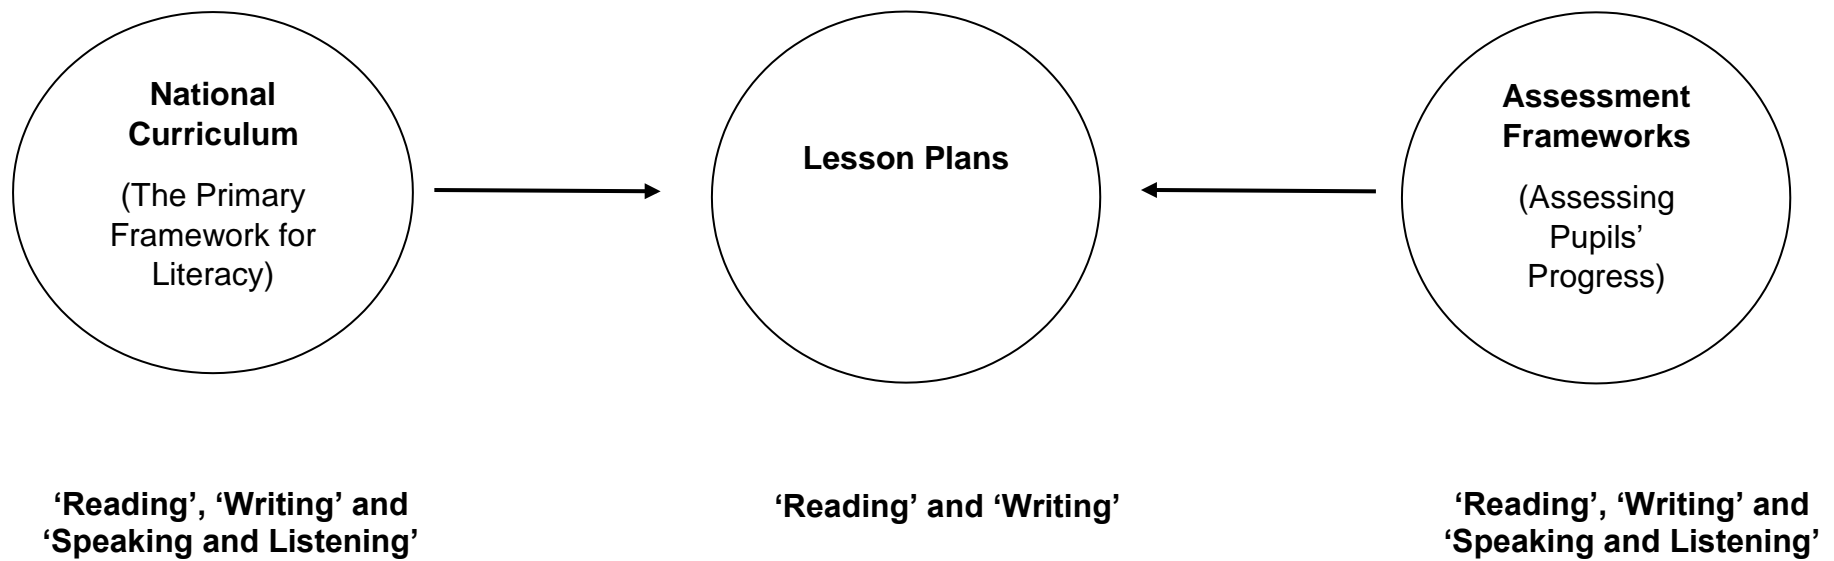 National
Curriculum
(The Primary
Framework for
Literacy)
Lesson Plans
Assessment
Frameworks
(Assessing
Pupils’
Progress)
‘Reading’, ‘Writing’ and
‘Speaking and Listening’
‘Reading’ and ‘Writing’
‘Reading’, ‘Writing’ and
‘Speaking and Listening’